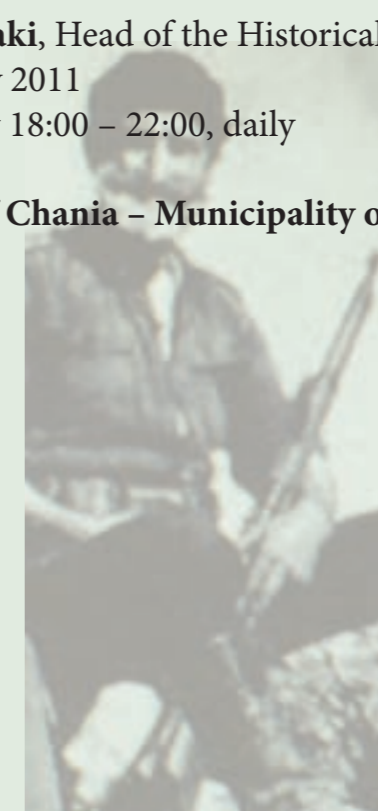 aki, Head of the Historical
2011
18:00 – 22:00, daily
Chania – Municipality o